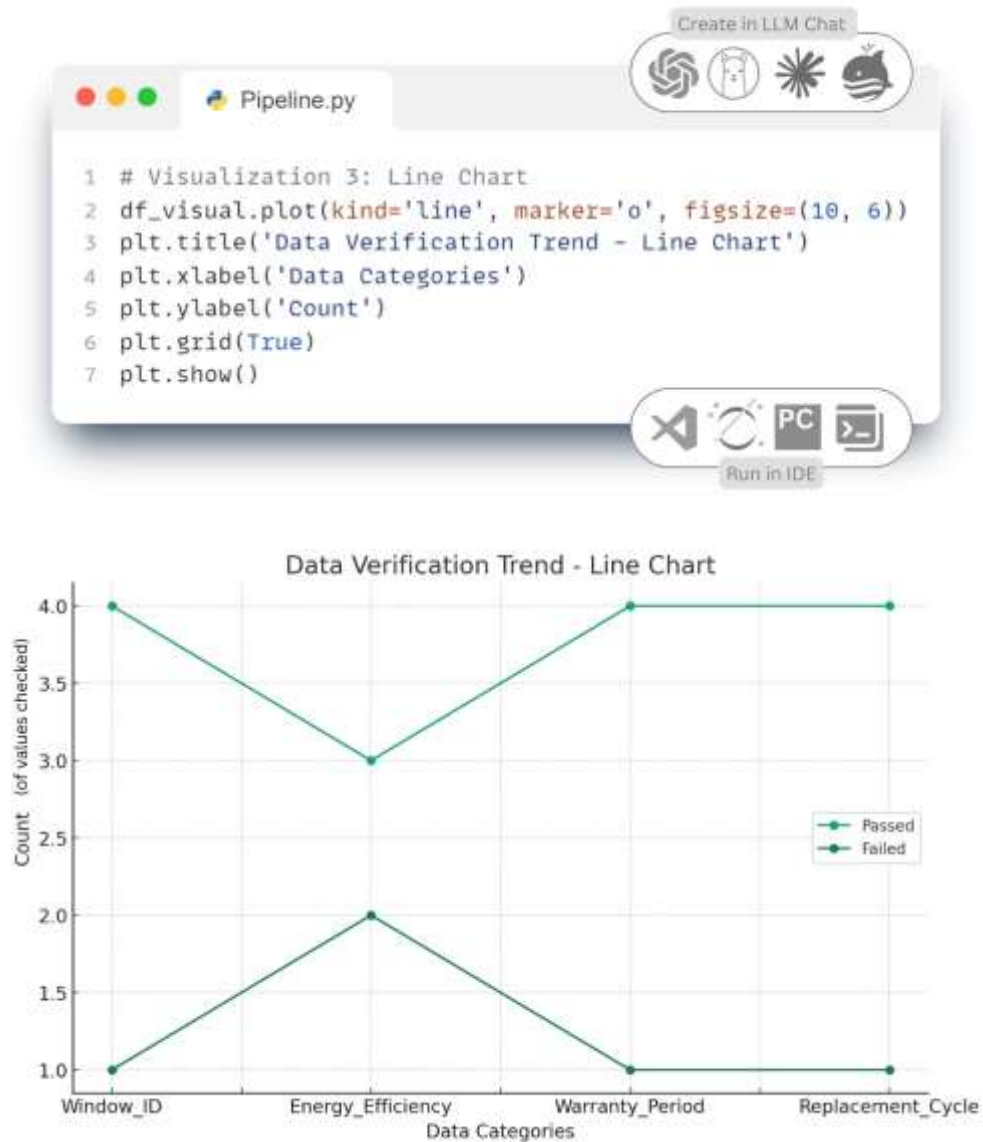 Create in LLM Chat
Pipeline.py
1 # Visualization 3: Line Chart
2 df_visual.plot(kind='line', marker='o', figsize=(10, 6))
3 plt.title('Data Verification Trend - Line Chart')
4 plt.xlabel('Data Categories')
5 plt.ylabel('Count')
6 plt.grid(True)
7 plt.show()
PC
Run in IDE
Data Verification Trend - Line Chart
Count (of values checked)
4.0
3.5
3.0
2.5
2.0
1.5
1.0
Passed
Failed
Window_ID Energy_Efficiency Warranty_Period Replacement_Cycle
Data Categories